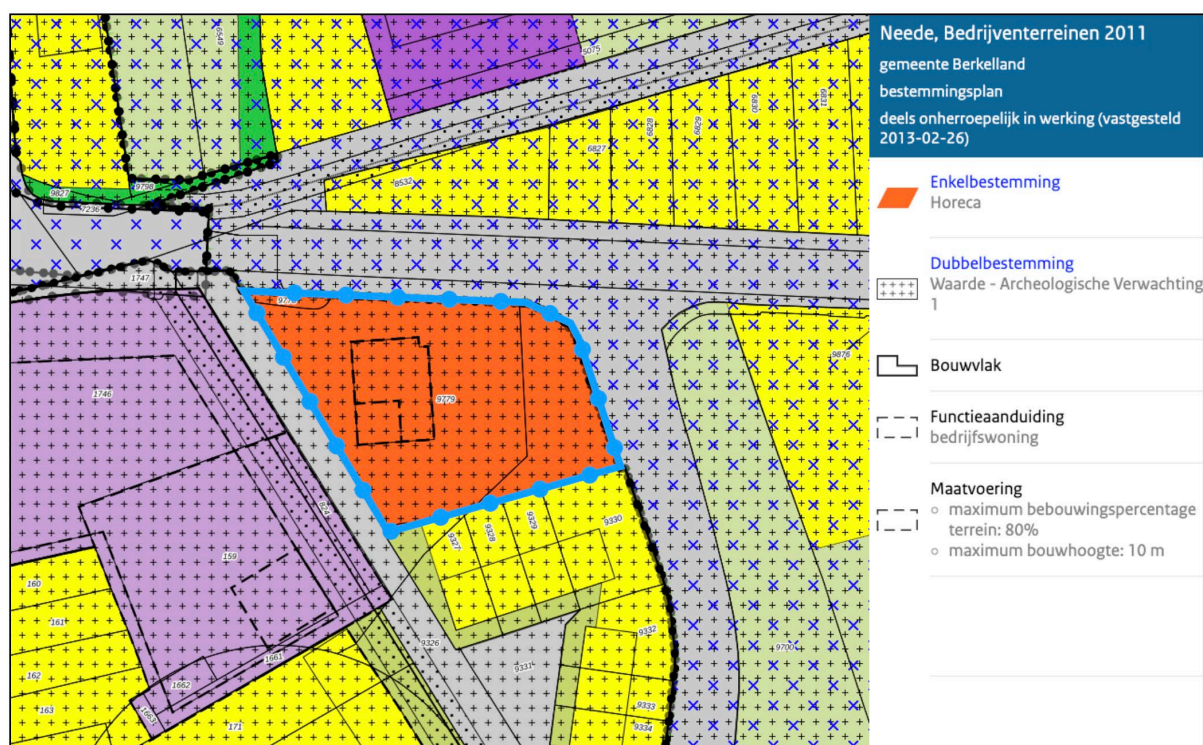 Neede, Bedrijventerreinen 2011
gemeente Berkelland
bestemmingsplan
deels onherroepelijk in werking (vastgesteld
2013-02-26)
Enkelbestemming
Horeca
Dubbelbestemming
Waarde - Archeologische Verwachting
1
Bouwvlak
Functieaanduiding
bedrijfswoning
Maatvoering
maximum bebouwingspercentage
terrein: 80%
maximum bouwhoogte: 10 m
6549
5075
6830
6831
6828
6829
6827
8532
9798
9827
7236
1747
9779
9876
1746
824
159
9327
9328
9329
9330
160
161
162
163
9326
9331
9332
9700
1661
1662
1663
171
9333
9334